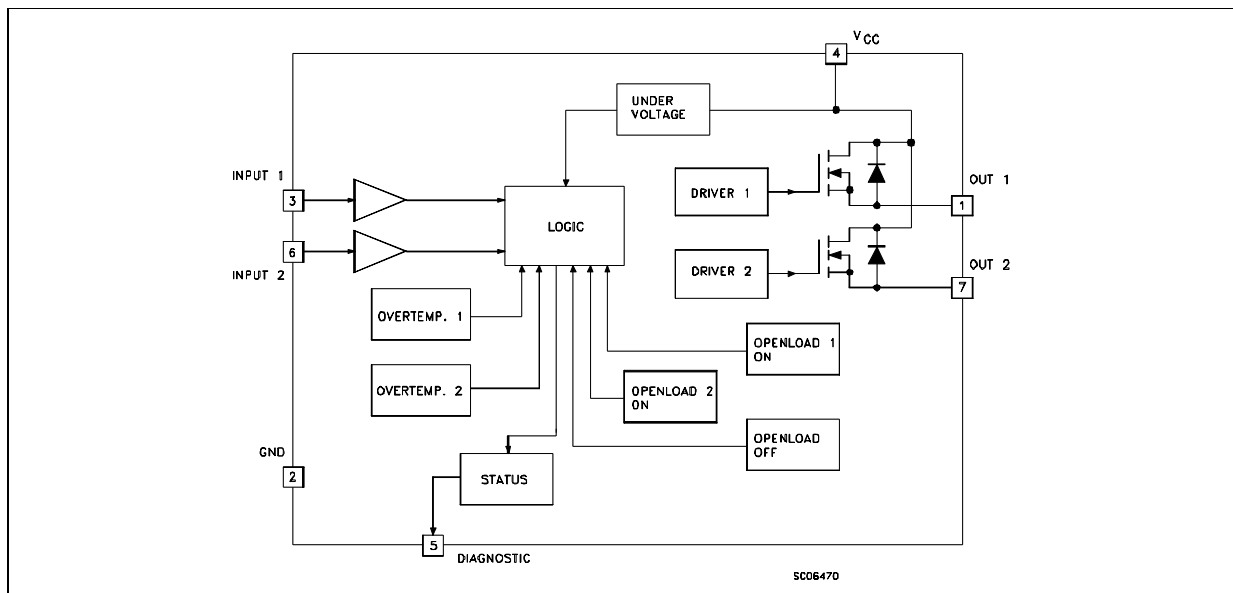 VCC
4
UNDER
VOLTAGE
INPUT 1
3
DRIVER 1
OUT 1
1
LOGIC
6
INPUT 2
DRIVER 2
OUT 2
7
OVERTEMP. 1
OPENLOAD 1
ON
OVERTEMP. 2
OPENLOAD 2
ON
OPENLOAD
OFF
GND
2
STATUS
5
DIAGNOSTIC
SC06470